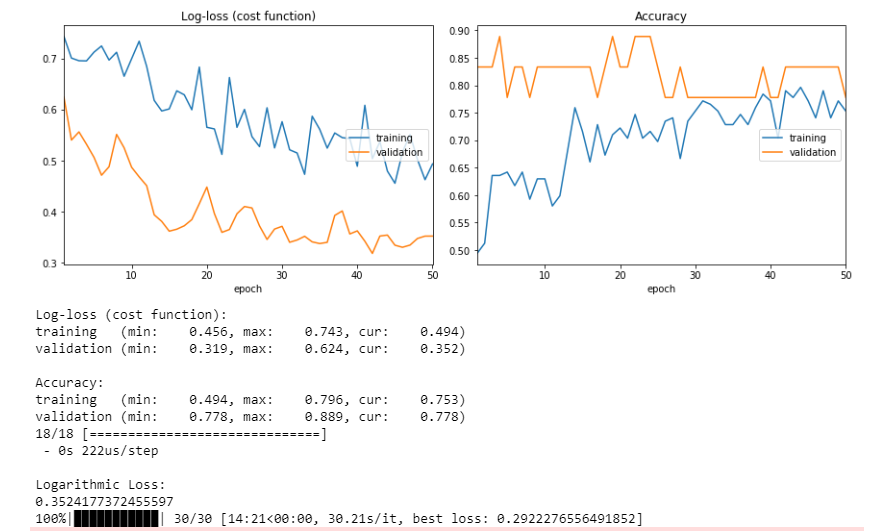 Log-loss (cost function)
Accuracy
0.7
0.6
0.5
0.4
0.3
training
validation
10
20
30
40
50
epoch
0.90
0.85
0.80
0.75
0.70
0.65
0.60
0.55
0.50
training
validation
10
20
30
40
50
epoch
Log-loss (cost function):
training   (min:    0.456, max:    0.743, cur:    0.494)
validation (min:    0.319, max:    0.624, cur:    0.352)
Accuracy:
training   (min:    0.494, max:    0.796, cur:    0.753)
validation (min:    0.778, max:    0.889, cur:    0.778)
18/18 [==============================]
 - 0s 222us/step
Logarithmic Loss:
0.3524177372455597
100%|██████████| 30/30 [14:21<00:00, 30.21s/it, best loss: 0.2922276556491852]